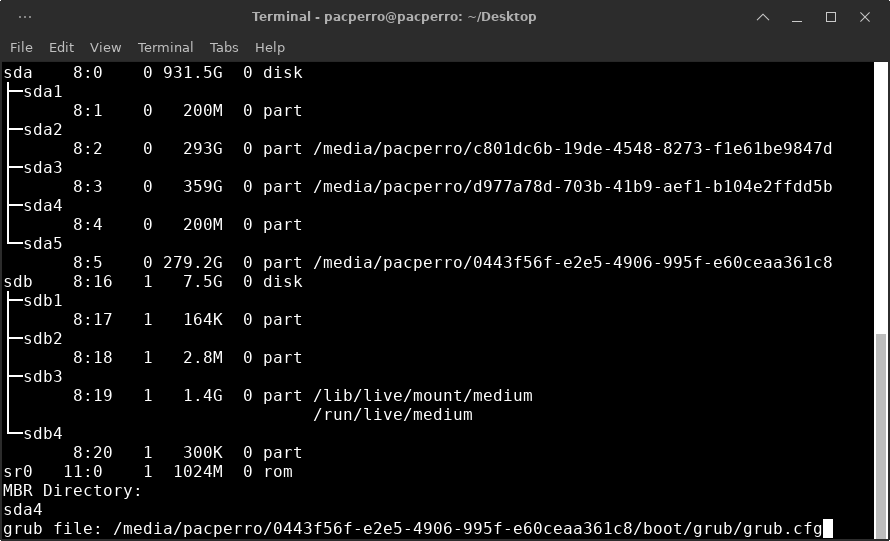 Terminal - pacperro@pacperro: ~/Desktop
File Edit View Terminal Tabs Help
sda 8:0 0 931.5G 0 disk
├─sda1
8:1 0 200M 0 part
├─sda2
8:2 0 293G 0 part /media/pacperro/c801dc6b-19de-4548-8273-f1e61be9847d
├─sda3
8:3 0 359G 0 part /media/pacperro/d977a78d-703b-41b9-aef1-b104e2ffdd5b
├─sda4
8:4 0 200M 0 part
└─sda5
8:5 0 279.2G 0 part /media/pacperro/0443f56f-e2e5-4906-995f-e60ceaa361c8
sdb 8:16 1 7.5G 0 disk
├─sdb1
8:17 1 164K 0 part
├─sdb2
8:18 1 2.8M 0 part
├─sdb3
8:19 1 1.4G 0 part /lib/live/mount/medium
/run/live/medium
└─sdb4
8:20 1 300K 0 part
sr0 11:0 1 1024M 0 rom
MBR Directory:
sda4
grub file: /media/pacperro/0443f56f-e2e5-4906-995f-e60ceaa361c8/boot/grub/grub.cfg